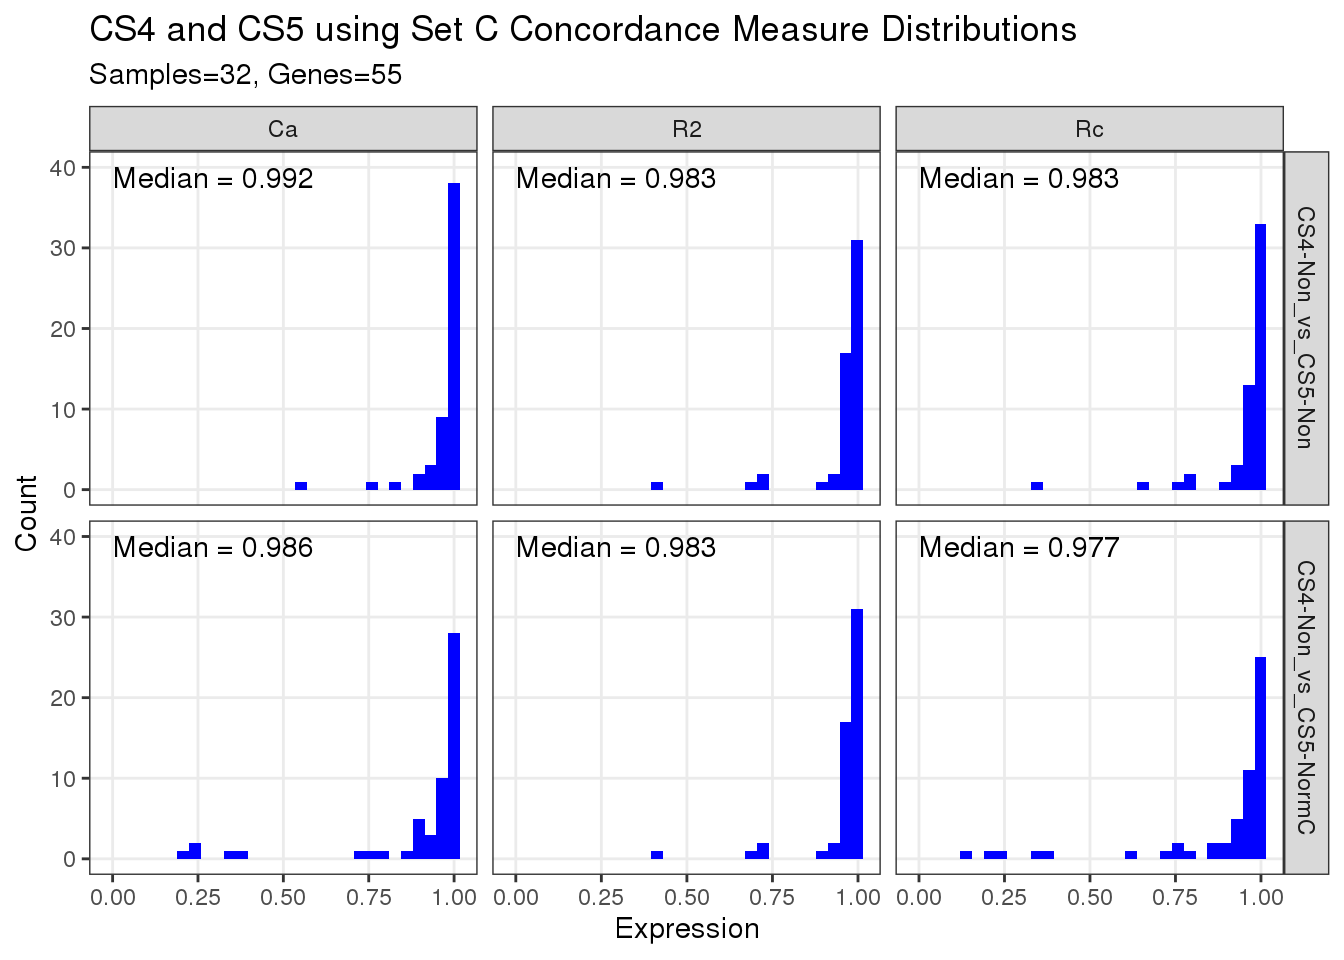 CS4 and CS5 using Set C Concordance Measure Distributions
Samples=32, Genes=55
Ca
R2
Rc
Median = 0.992
Median = 0.983
Median = 0.983
CS4-Non_vs_CS5-Non
40
30
20
10
0
Count
Median = 0.986
Median = 0.983
Median = 0.977
CS4-Non_vs_CS5-NormC
40
30
20
10
0
0.00 0.25 0.50 0.75 1.00
0.00 0.25 0.50 0.75 1.00
0.00 0.25 0.50 0.75 1.00
Expression